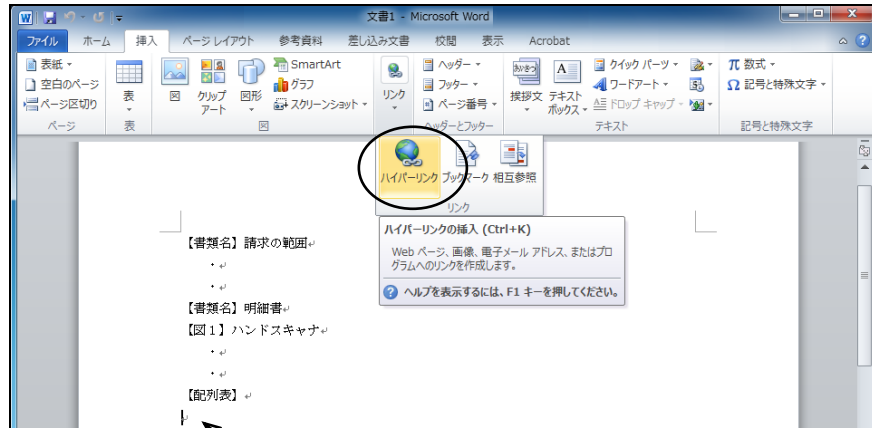 文書1 - Microsoft Word
ファイル ホーム 挿入 ページ レイアウト 参考資料 差し込み文書 校閲 表示 Acrobat
表紙
空白のページ
ページ区切り
ページ
表
表
図
クリップ
アート
図形
SmartArt
グラフ
スクリーンショット
図
リンク
ヘッダー
フッター
ページ番号
ヘッダーとフッター
あいさつ
挨拶文
A
テキスト
ボックス
クイック パーツ
ワードアート
ドロップ キャップ
テキスト
π 数式
Ω 記号と特殊文字
記号と特殊文字
ハイパーリンク ブックマーク 相互参照
リンク
ハイパーリンクの挿入 (Ctrl+K)
Web ページ、画像、電子メール アドレス、またはプロ
グラムへのリンクを作成します。
ヘルプを表示するには、F1 キーを押してください。
【書類名】請求の範囲
・
・
【書類名】明細書
【図1】ハンドスキャナ
・
・
【配列表】